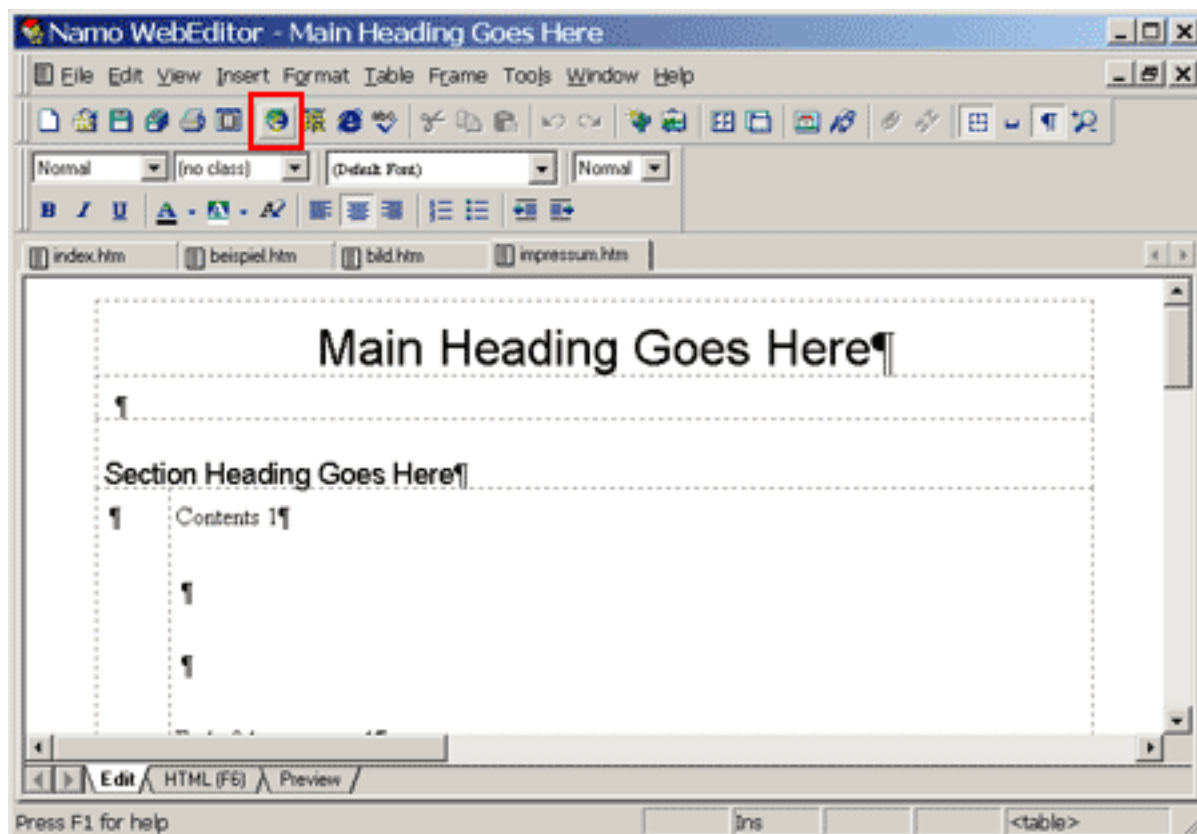 Namo WebEditor - Main Heading Goes Here
File Edit View Insert Format Table Frame Tools Window Help
Normal (no class) (Default Font) Normal
B I U A A
index.htm beispiel.htm bild.htm impressum.htm
Main Heading Goes Here¶
¶
Section Heading Goes Here¶
¶ Contents 1¶
¶
¶
Edit HTML (F6) Preview
Press F1 for help Ins <table>